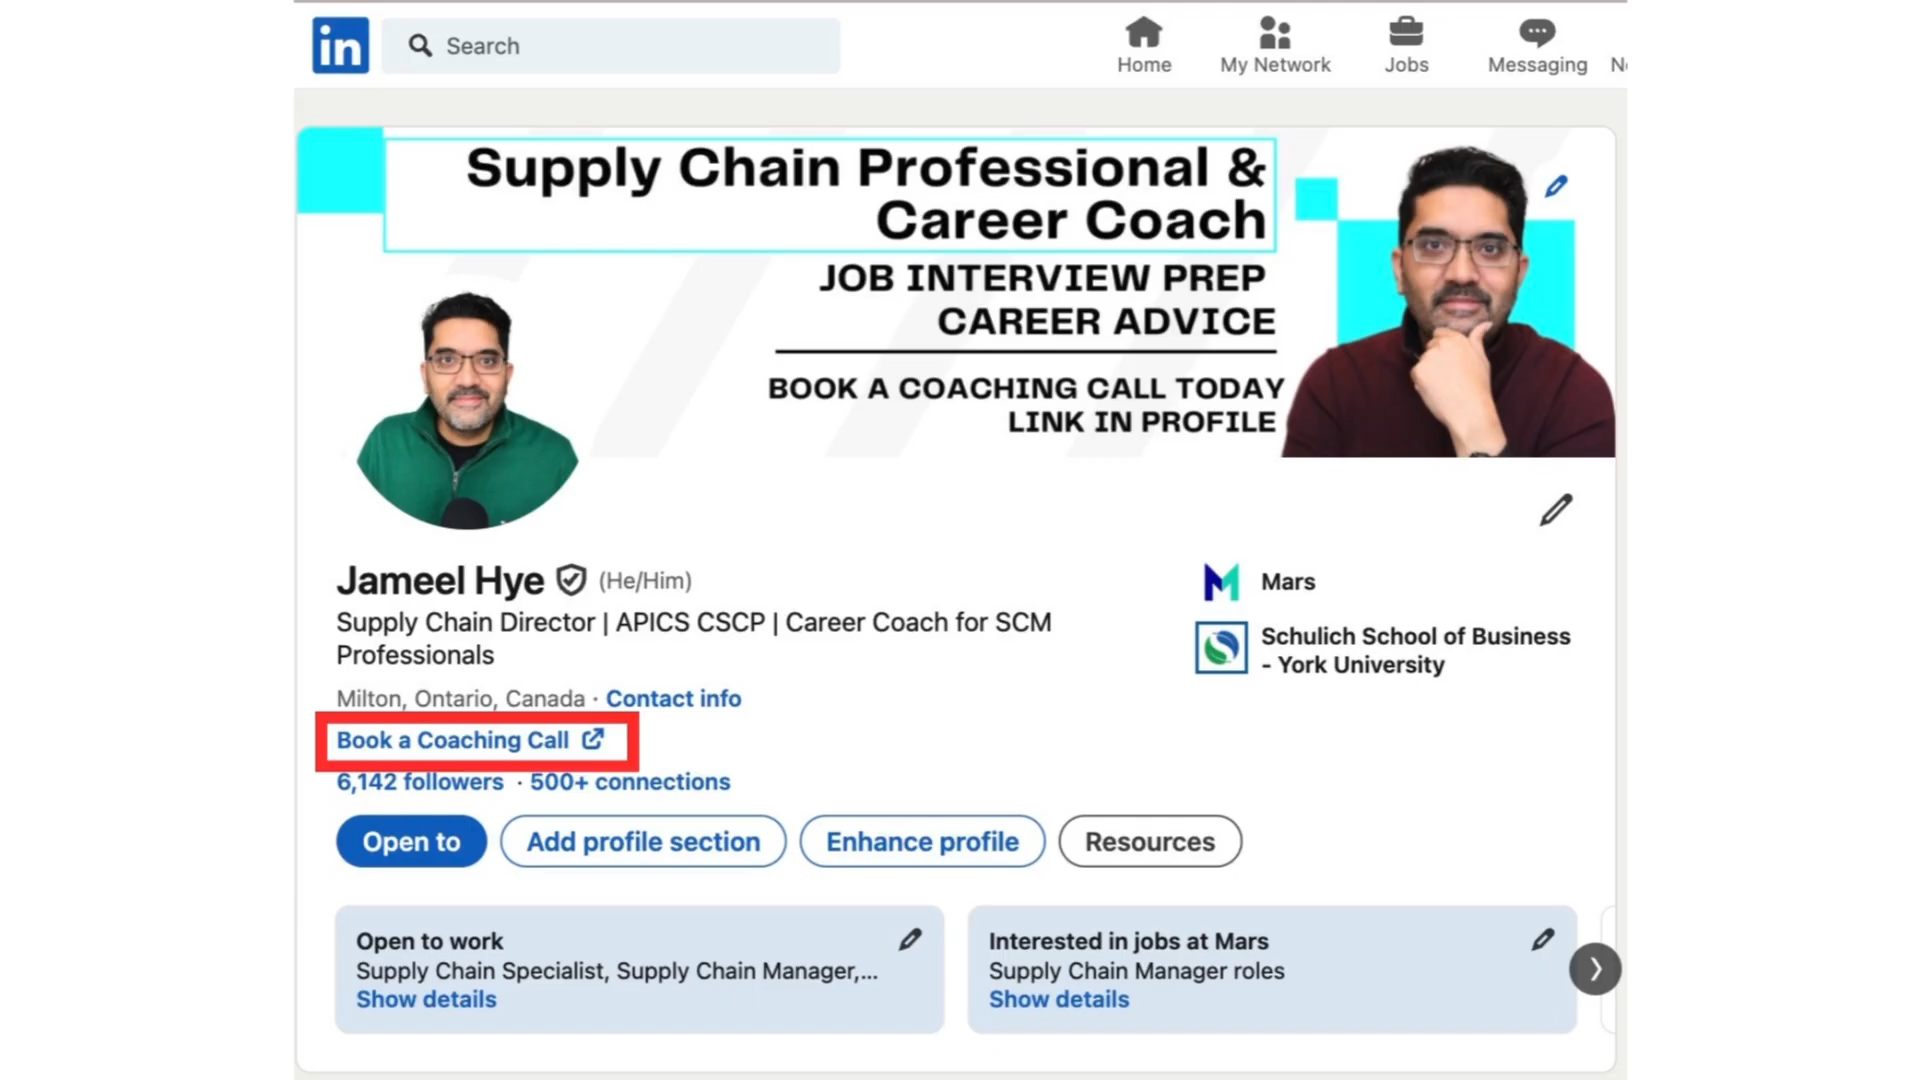 in
Search
Home
My Network
Jobs
Messaging
Supply Chain Professional &
Career Coach
JOB INTERVIEW PREP
CAREER ADVICE
BOOK A COACHING CALL TODAY
LINK IN PROFILE
Jameel Hye (He/Him)
Supply Chain Director | APICS CSCP | Career Coach for SCM
Professionals
Milton, Ontario, Canada · Contact info
Book a Coaching Call
6,142 followers · 500+ connections
Mars
Schulich School of Business
- York University
Open to
Add profile section
Enhance profile
Resources
Open to work
Supply Chain Specialist, Supply Chain Manager,...
Show details
Interested in jobs at Mars
Supply Chain Manager roles
Show details